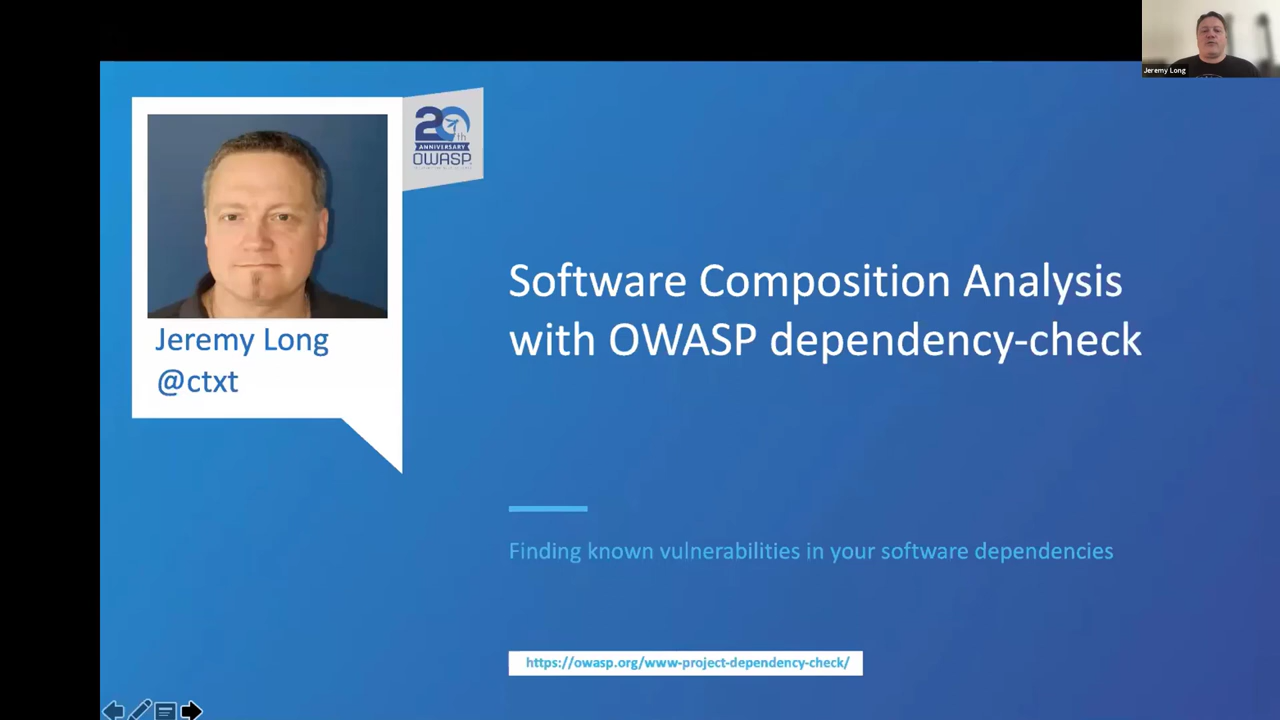 Jeremy Long
20th
ANNIVERSARY
OWASP
Jeremy Long
@ctxt
Software Composition Analysis
with OWASP dependency-check
Finding known vulnerabilities in your software dependencies
https://owasp.org/www-project-dependency-check/